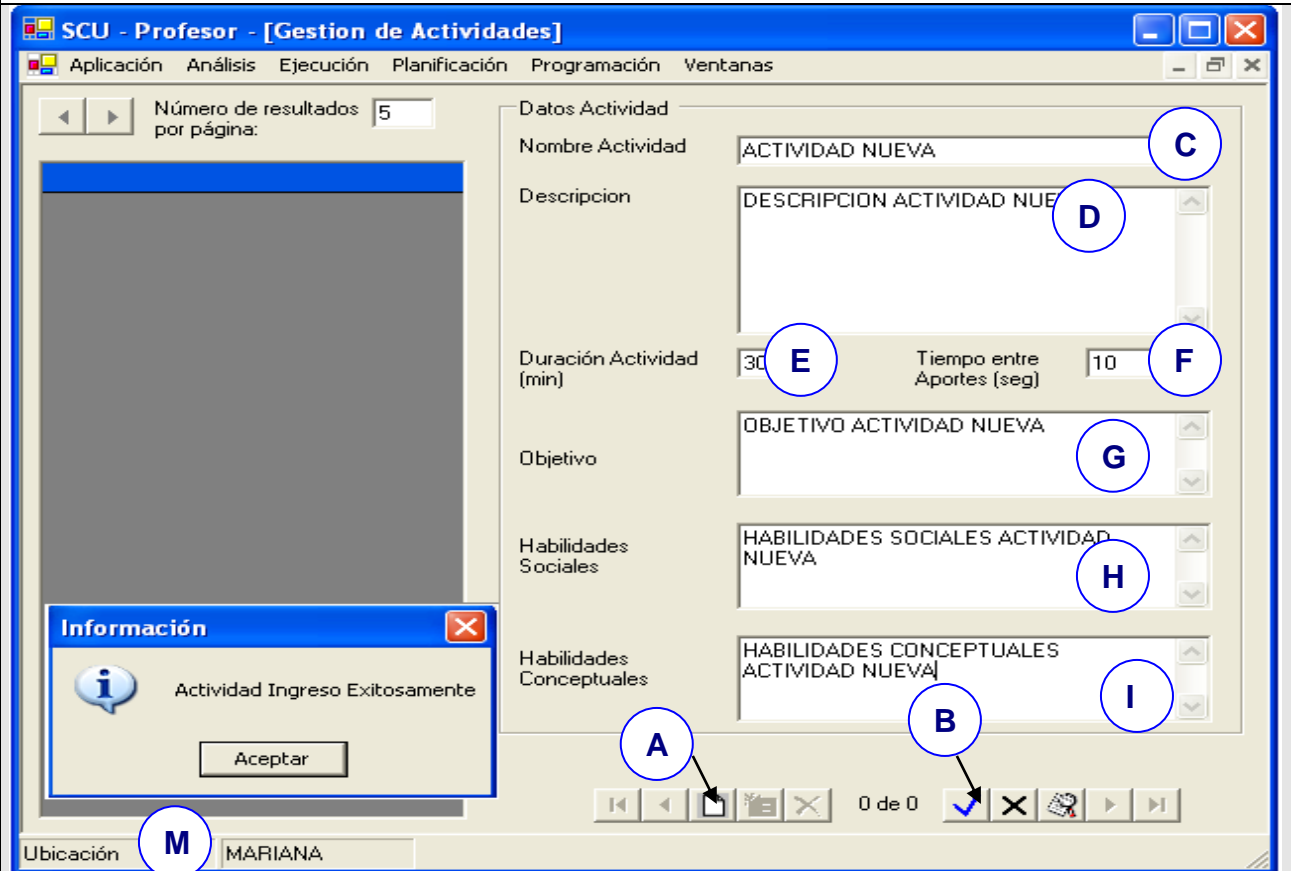 SCU - Profesor - [Gestion de Actividades]
Aplicación Análisis Ejecución Planificación Programación Ventanas
Número de resultados
por página:
5
Datos Actividad
Nombre Actividad
ACTIVIDAD NUEVA
C
Descripcion
DESCRIPCION ACTIVIDAD
D
Duración Actividad
(min)
30
E
Tiempo entre
Aportes (seg)
10
F
Objetivo
OBJETIVO ACTIVIDAD NUEVA
G
Habilidades
Sociales
HABILIDADES SOCIALES ACTIVIDAD
NUEVA
H
Habilidades
Conceptuales
HABILIDADES CONCEPTUALES
ACTIVIDAD NUEVA
I
Información
Actividad Ingreso Exitosamente
Aceptar
A
B
0 de 0
Ubicación
M
MARIANA